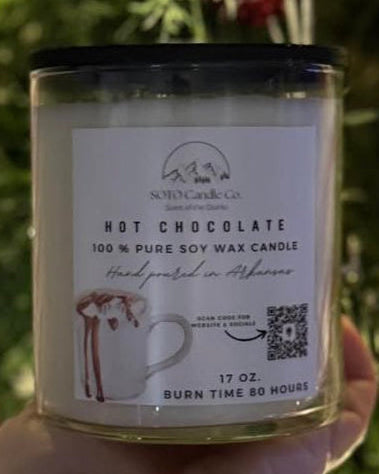 SOTO Candle Co.
HOT CHOCOLATE
100 % PURE SOY WAX CANDLE
Hand poured in Arkansas
SCAN CODE FOR
WEBSITE & SOCIALS
17 OZ.
BURN TIME 80 HOURS